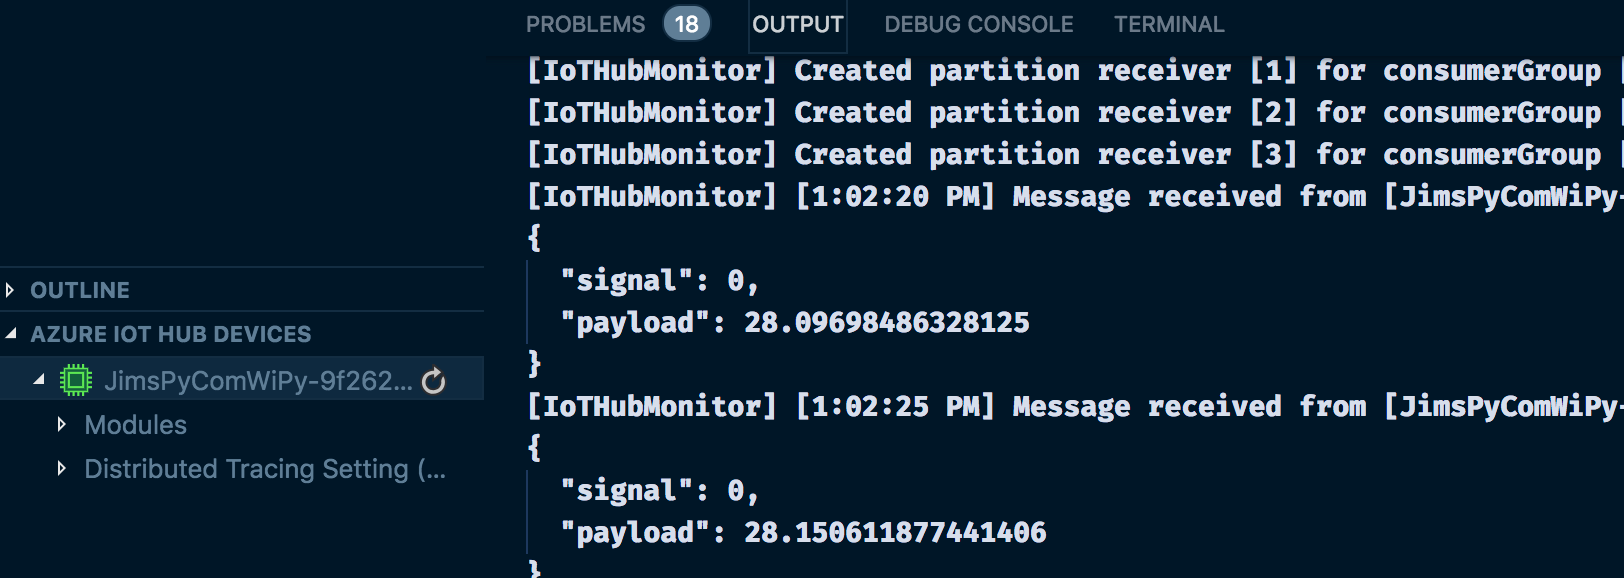 PROBLEMS 18 OUTPUT DEBUG CONSOLE TERMINAL
[IoTHubMonitor] Created partition receiver [1] for consumerGroup [
[IoTHubMonitor] Created partition receiver [2] for consumerGroup [
[IoTHubMonitor] Created partition receiver [3] for consumerGroup [
[IoTHubMonitor] [1:02:20 PM] Message received from [JimsPyComWiPy-
{
"signal": 0,
"payload": 28.09698486328125
}
[IoTHubMonitor] [1:02:25 PM] Message received from [JimsPyComWiPy-
{
"signal": 0,
"payload": 28.150611877441406
}
OUTLINE
AZURE IOT HUB DEVICES
JimsPyComWiPy-9f262...
Modules
Distributed Tracing Setting (...